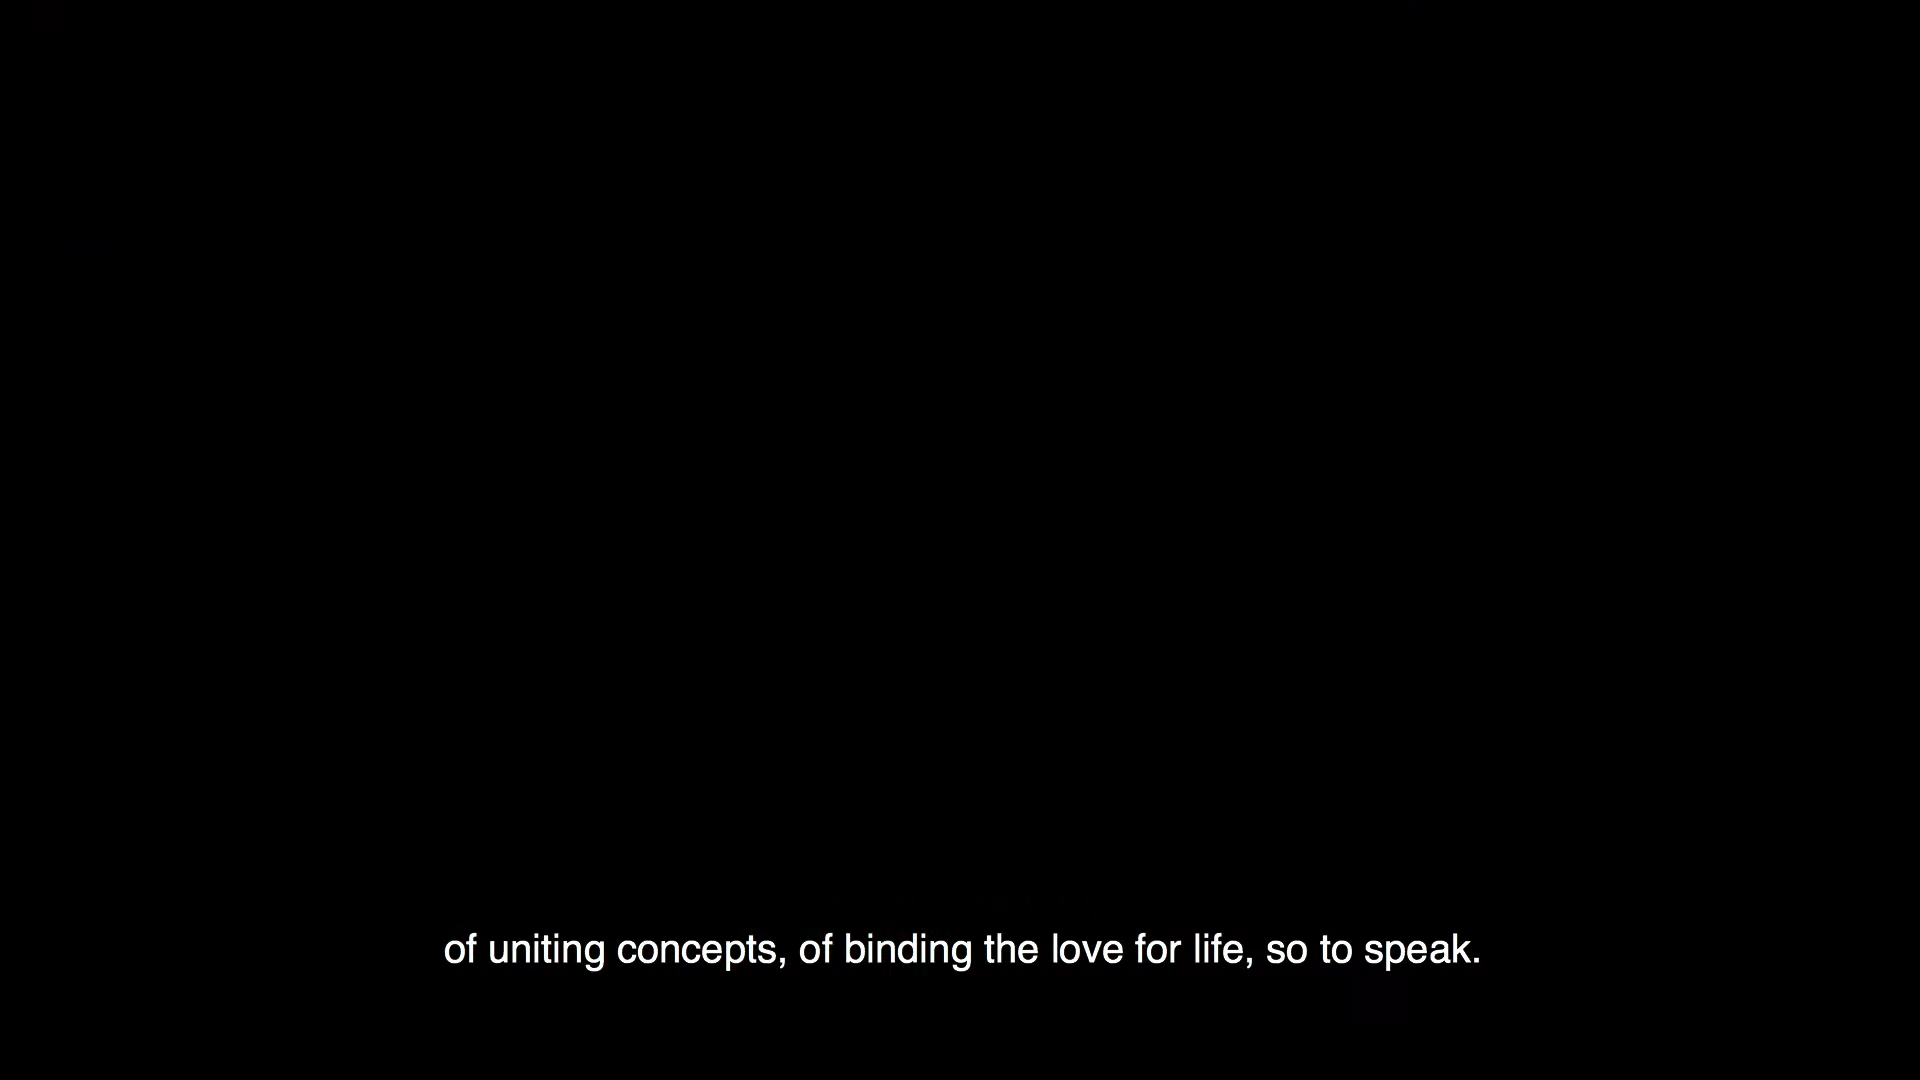 of uniting concepts, of binding the love for life, so to speak.